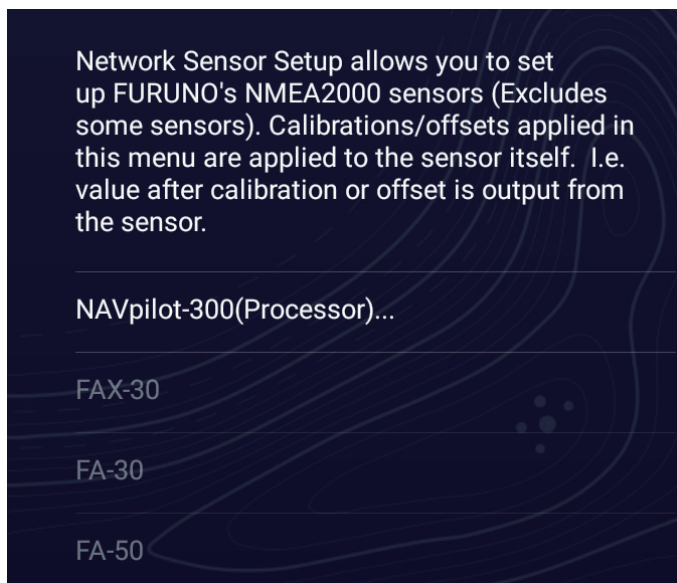 Network Sensor Setup allows you to set
up FURUNO's NMEA2000 sensors (Excludes
some sensors). Calibrations/offsets applied in
this menu are applied to the sensor itself.  I.e.
value after calibration or offset is output from
the sensor.
NAVpilot-300(Processor)...
FAX-30
FA-30
FA-50